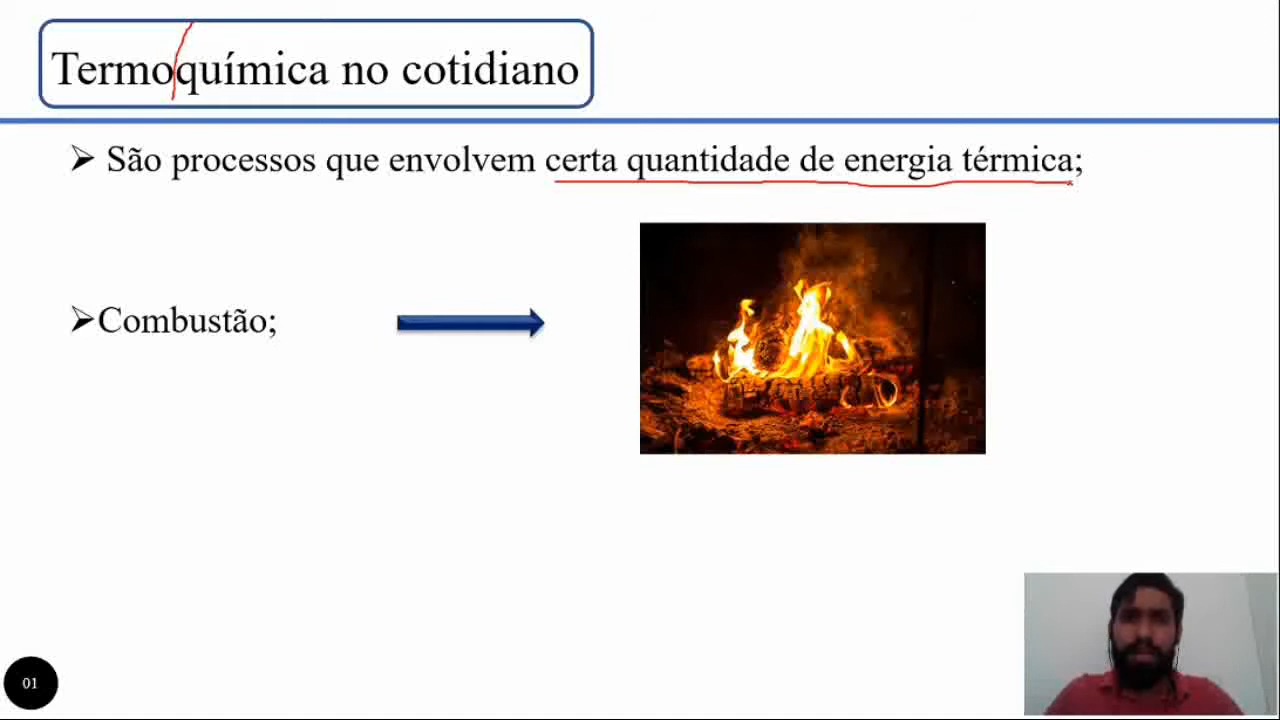 Termoquímica no cotidiano
➢ São processos que envolvem certa quantidade de energia térmica;
➢Combustão;
01